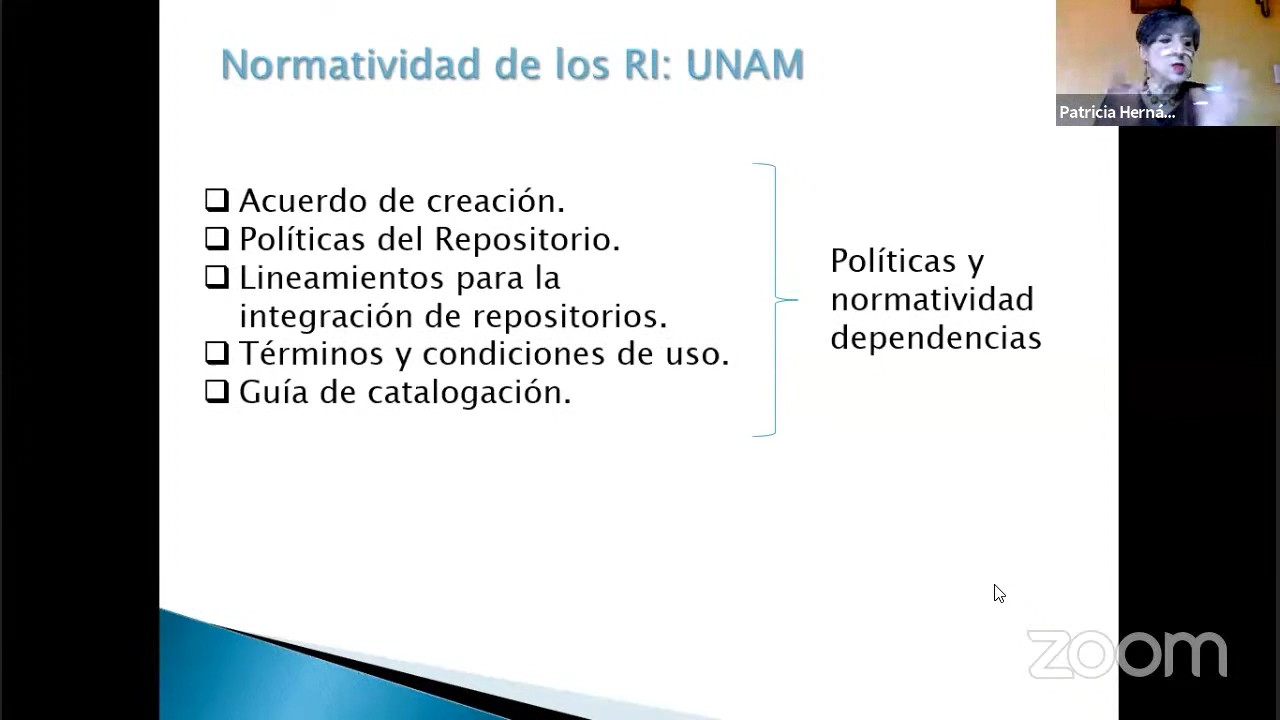 Normatividad de los RI: UNAM
Patricia Herná...
❑ Acuerdo de creación.
❑ Políticas del Repositorio.
❑ Lineamientos para la
integración de repositorios.
❑ Términos y condiciones de uso.
❑ Guía de catalogación.
Políticas y
normatividad
dependencias
zoom